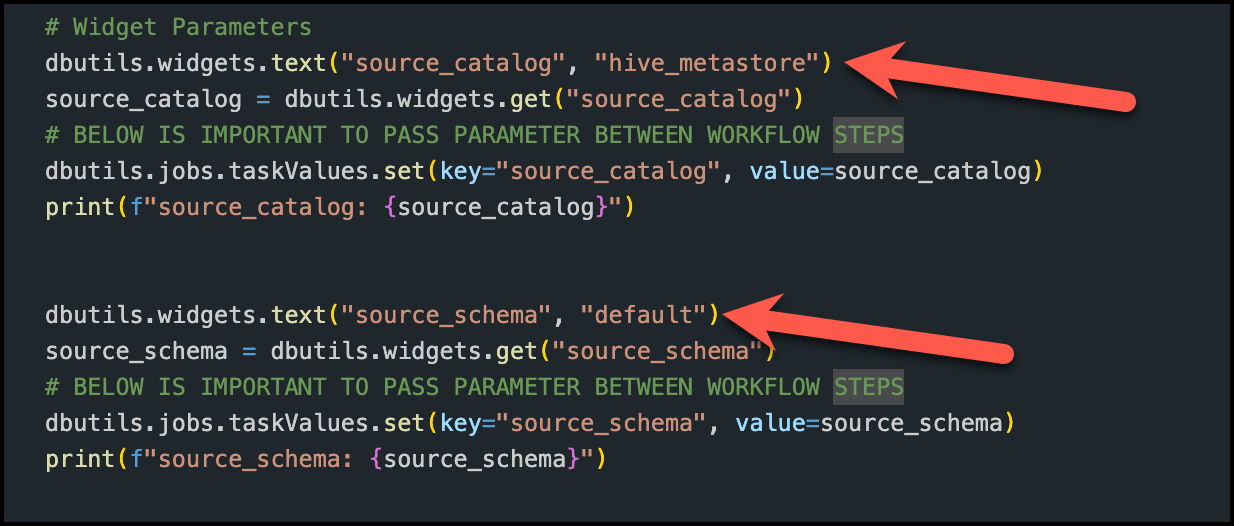 # Widget Parameters
dbutils.widgets.text("source_catalog", "hive_metastore")
source_catalog = dbutils.widgets.get("source_catalog")
# BELOW IS IMPORTANT TO PASS PARAMETER BETWEEN WORKFLOW STEPS
dbutils.jobs.taskValues.set(key="source_catalog", value=source_catalog)
print(f"source_catalog: {source_catalog}")
dbutils.widgets.text("source_schema", "default")
source_schema = dbutils.widgets.get("source_schema")
# BELOW IS IMPORTANT TO PASS PARAMETER BETWEEN WORKFLOW STEPS
dbutils.jobs.taskValues.set(key="source_schema", value=source_schema)
print(f"source_schema: {source_schema}")